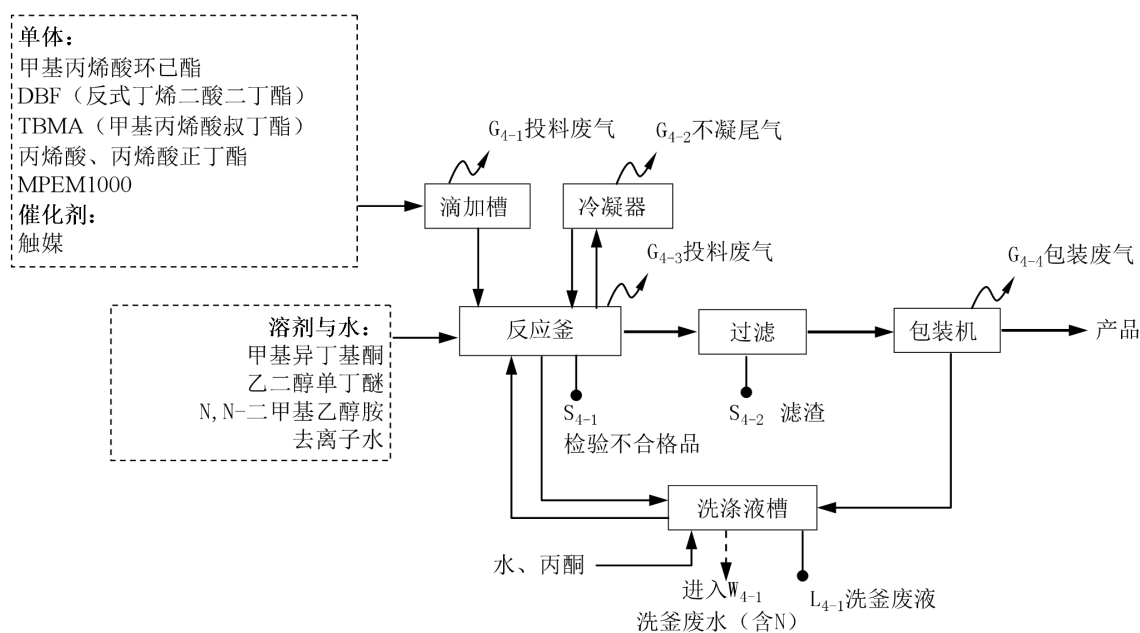 单体：
甲基丙烯酸环己酯
DBF（反式丁烯二酸二丁酯）
TBMA（甲基丙烯酸叔丁酯）
丙烯酸、丙烯酸正丁酯
MPEM1000
催化剂：
触媒
G4-1投料废气
G4-2不凝尾气
滴加槽
冷凝器
G4-3投料废气
G4-4包装废气
溶剂与水：
甲基异丁基酮
乙二醇单丁醚
N,N-二甲基乙醇胺
去离子水
反应釜
过滤
包装机
产品
S4-1
检验不合格品
S4-2 滤渣
洗涤液槽
水、丙酮
进入W4-1
洗釜废水（含N）
L4-1洗釜废液